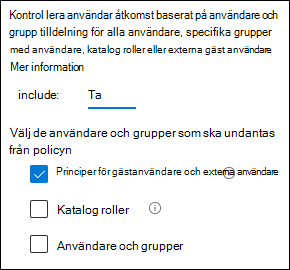 Kontrol lera användar åtkomst baserat på användare och
grupp tilldelning för alla användare, specifika grupper
med användare, katalog roller eller externa gäst användare
Mer information
include: Ta
Välj de användare och grupper som ska undantas
från policyn
Principer för gästanvändare och externa användare
Katalog roller
Användare och grupper